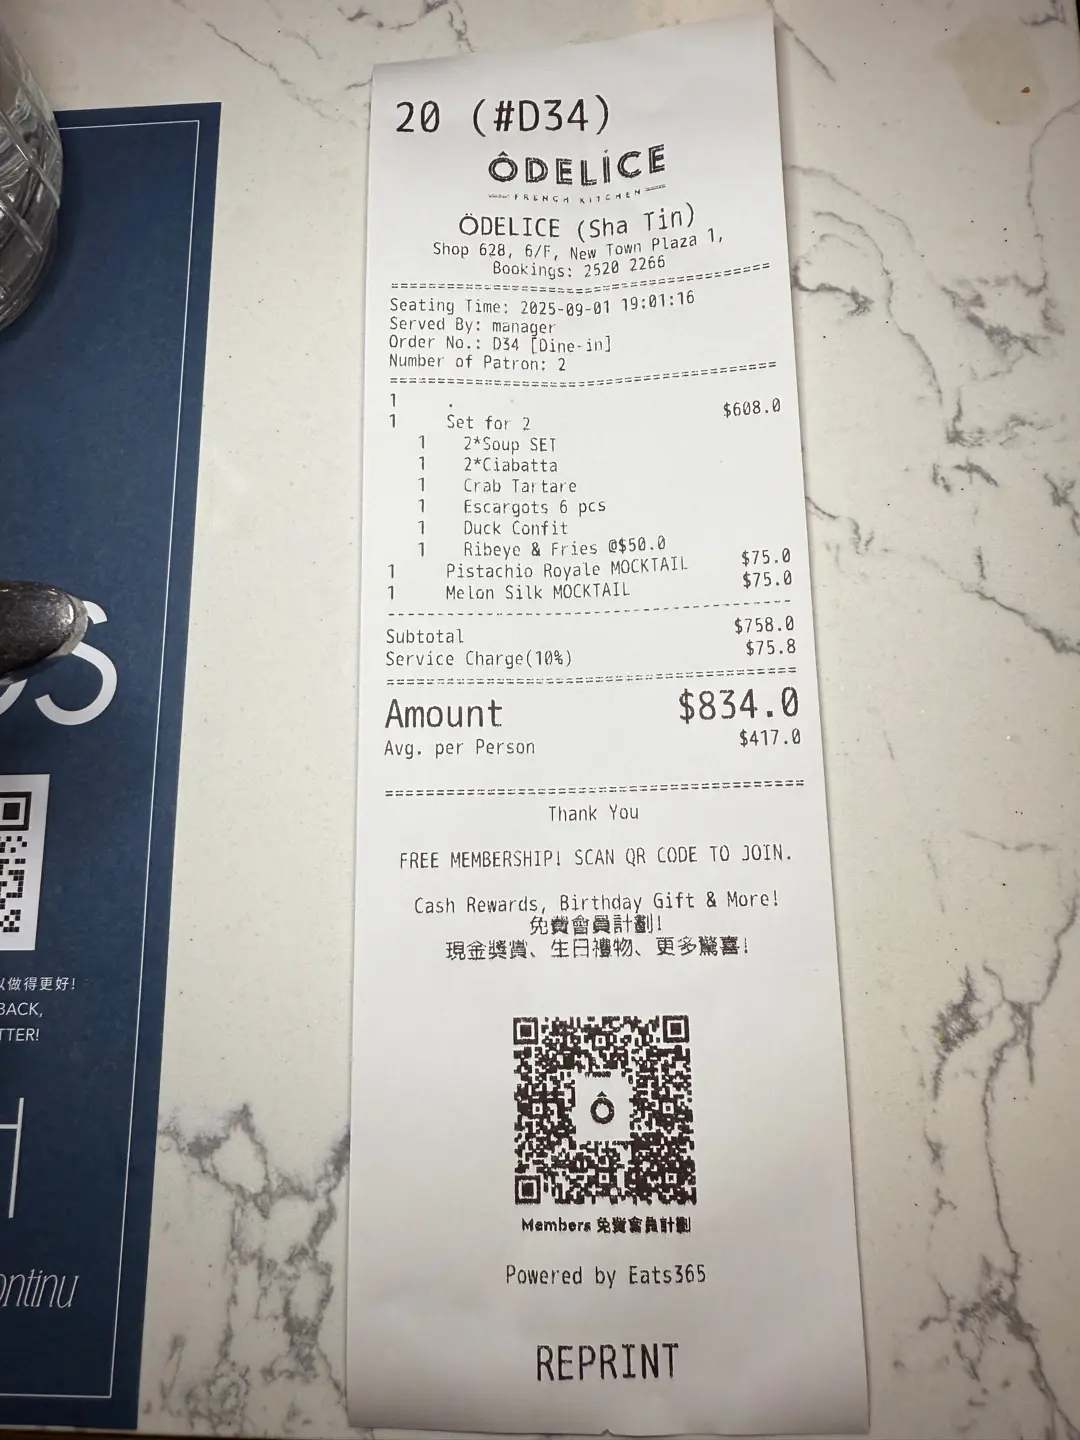 20 (#D34)
ÔDELICE
FRENCH KITCHEN
ÖDELICE (Sha Tin)
Shop 628, 6/F, New Town Plaza 1,
Bookings: 2520 2266
Seating Time: 2025-09-01 19:01:16
Served By: manager
Order No.: D34 [Dine-in]
Number of Patron: 2
1 .
1 Set for 2 $608.0
1 2*Soup SET
1 2*Ciabatta
1 Crab Tartare
1 Escargots 6 pcs
1 Duck Confit
1 Ribeye & Fries @$50.0
1 Pistachio Royale MOCKTAIL $75.0
1 Melon Silk MOCKTAIL $75.0
Subtotal $758.0
Service Charge(10%) $75.8
Amount $834.0
Avg. per Person $417.0
Thank You
FREE MEMBERSHIP! SCAN QR CODE TO JOIN.
Cash Rewards, Birthday Gift & More!
免費會員計劃!
現金獎賞、生日禮物、更多驚喜!
Members 免費會員計劃
Powered by Eats365
REPRINT
S
以做得更好!
BACK,
TTER!
H
ontinu